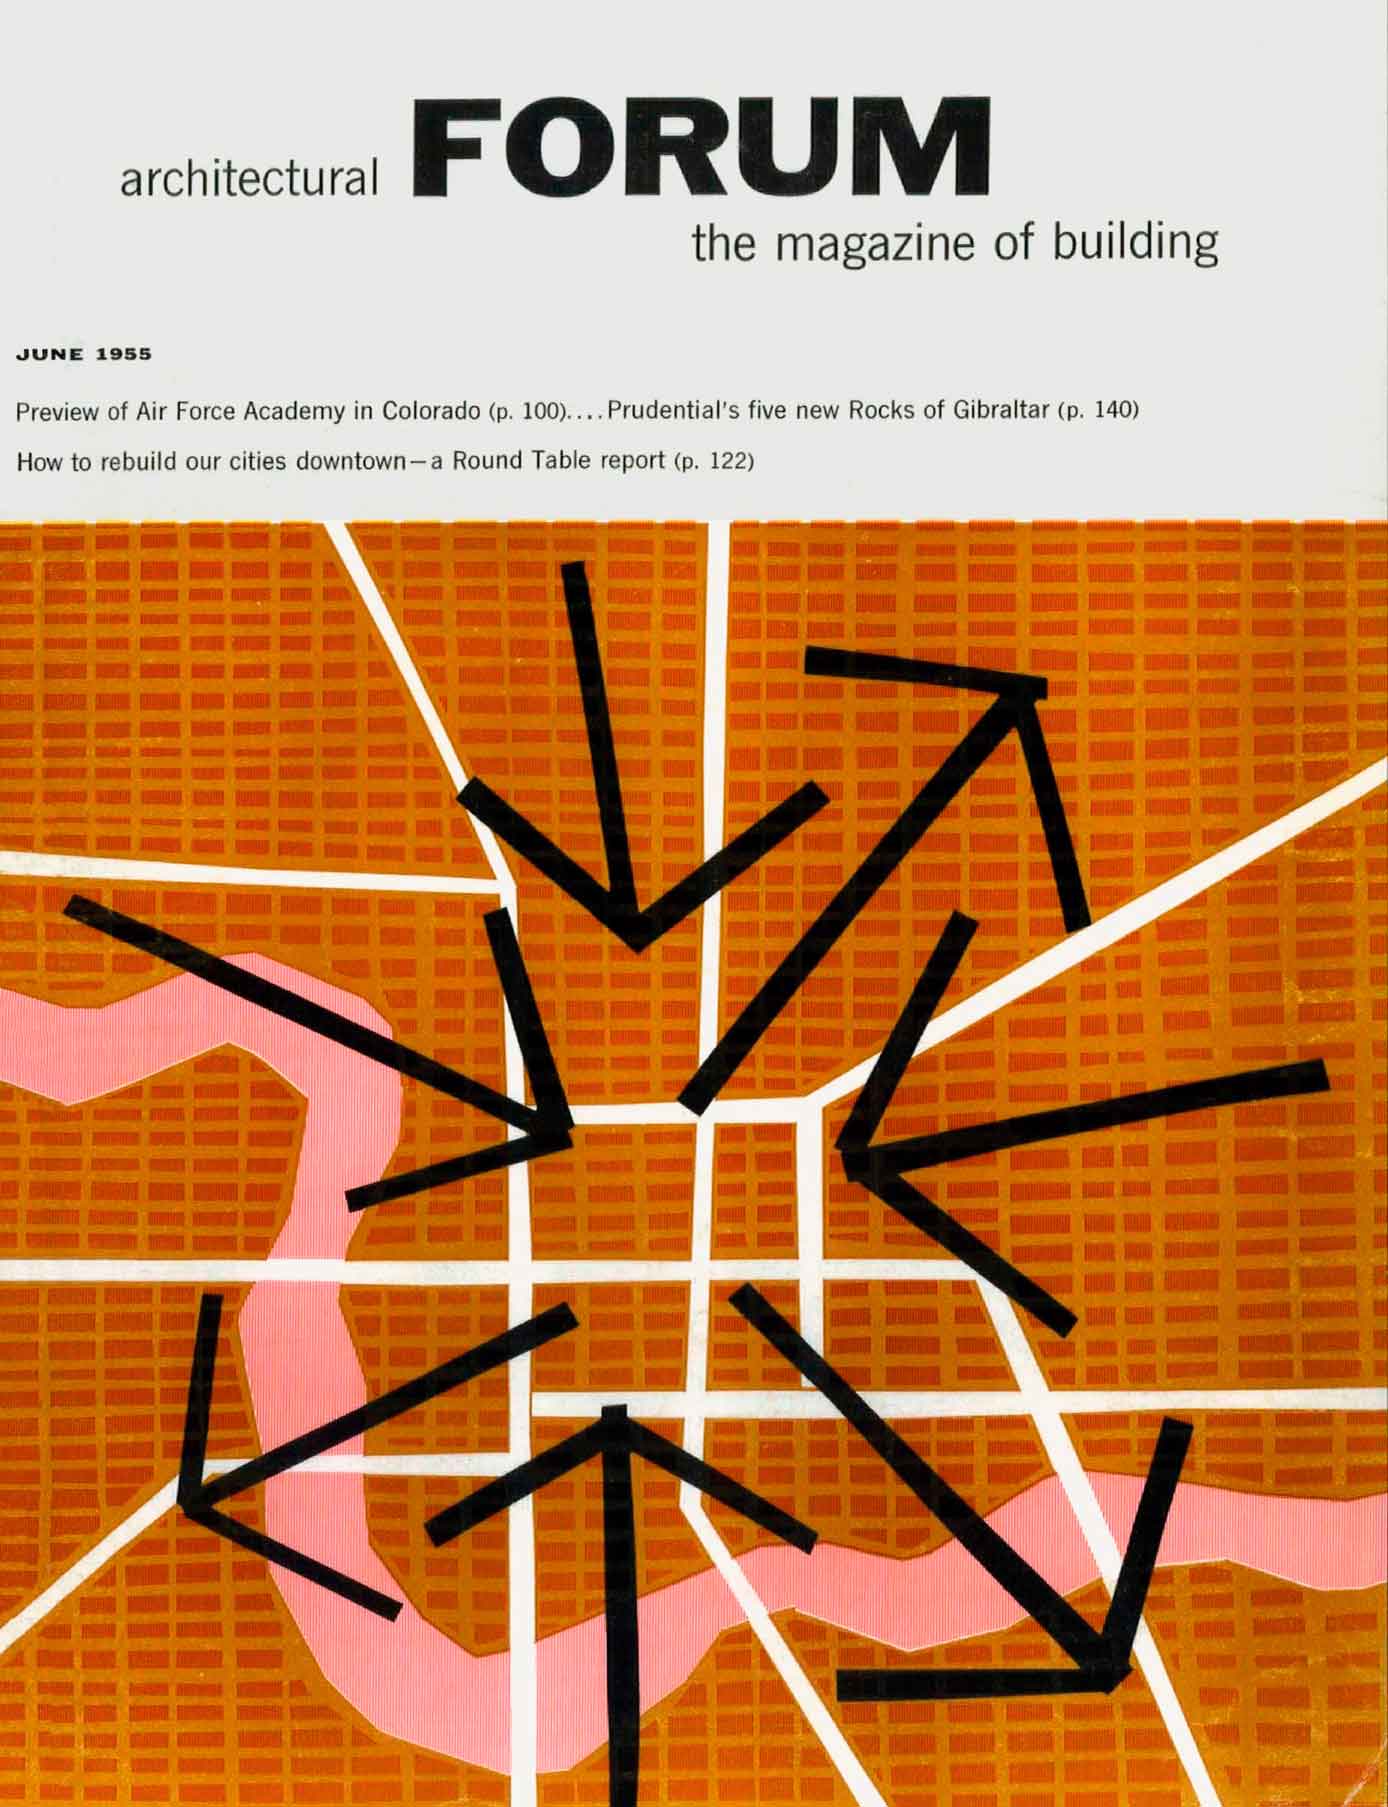 architectural FORUM
the magazine of building
JUNE 1955
Preview of Air Force Academy in Colorado (p. 100)....Prudential's five new Rocks of Gibraltar (p. 140)
How to rebuild our cities downtown—a Round Table report (p. 122)